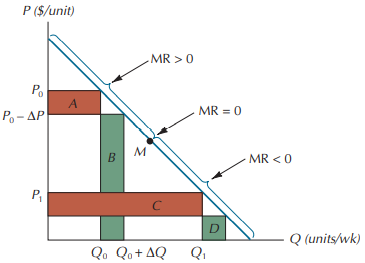 P ($/unit)
MR > 0
P₀
A
P₀ – ΔP
MR = 0
B
M
MR < 0
P₁
C
D
Q (units/wk)
Q₀ Q₀ + ΔQ Q₁